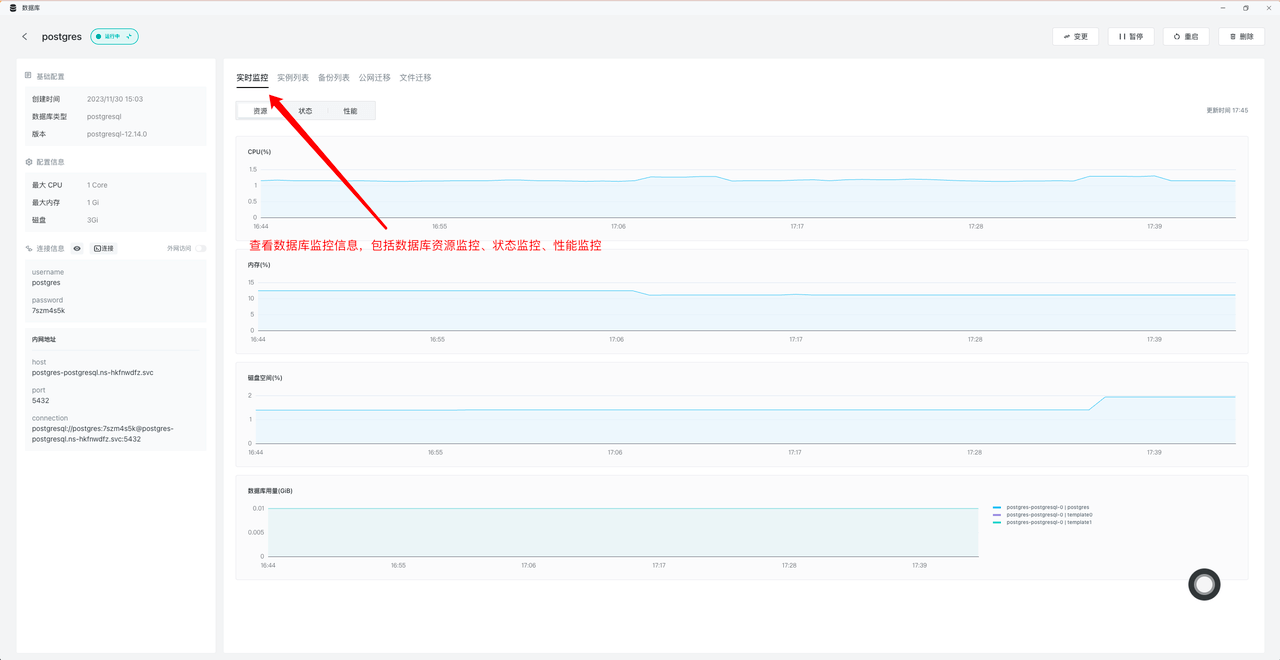 数据库
postgres
运行中
变更
暂停
重启
删除
基础配置
创建时间 2023/11/30 15:03
数据库类型 postgresql
版本 postgresql-12.14.0
配置信息
最大 CPU 1 Core
最大内存 1 Gi
磁盘 3Gi
连接信息 连接 外网访问
username
postgres
password
7szm4s5k
内网地址
host
postgres-postgresql.ns-hkfnwdfz.svc
port
5432
connection
postgresql://postgres:7szm4s5k@postgres-
postgresql.ns-hkfnwdfz.svc:5432
实时监控 实例列表 备份列表 公网迁移 文件迁移
资源 状态 性能
更新时间 17:45
CPU(%)
1.5
1
0.5
0
16:44 16:55 17:06 17:17 17:28 17:39
查看数据库监控信息，包括数据库资源监控、状态监控、性能监控
内存(%)
15
10
5
0
16:44 16:55 17:06 17:17 17:28 17:39
磁盘空间(%)
2
1
0
16:44 16:55 17:06 17:17 17:28 17:39
数据库用量(GiB)
0.01
0.005
0
16:44 16:55 17:06 17:17 17:28 17:39
postgres-postgresql-0 | postgres
postgres-postgresql-0 | template0
postgres-postgresql-0 | template1